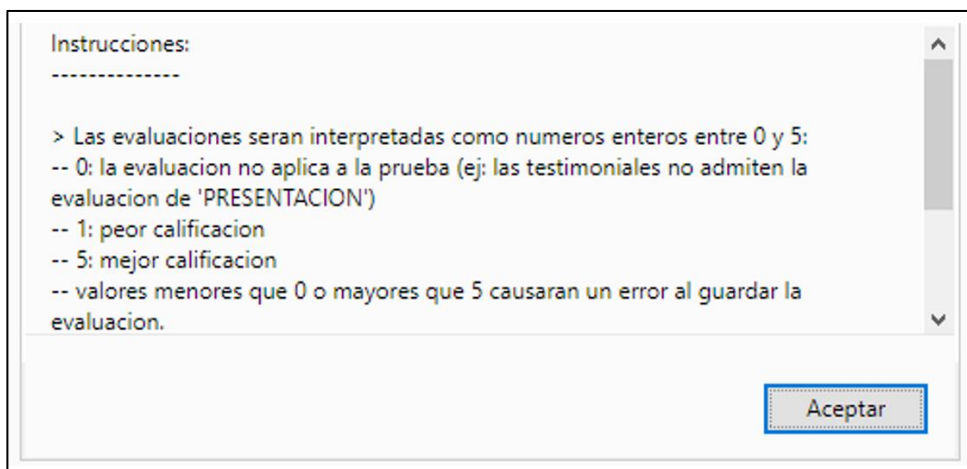 Instrucciones:
--------------
> Las evaluaciones seran interpretadas como numeros enteros entre 0 y 5:
-- 0: la evaluacion no aplica a la prueba (ej: las testimoniales no admiten la
evaluacion de 'PRESENTACION')
-- 1: peor calificacion
-- 5: mejor calificacion
-- valores menores que 0 o mayores que 5 causaran un error al guardar la
evaluacion.
Aceptar